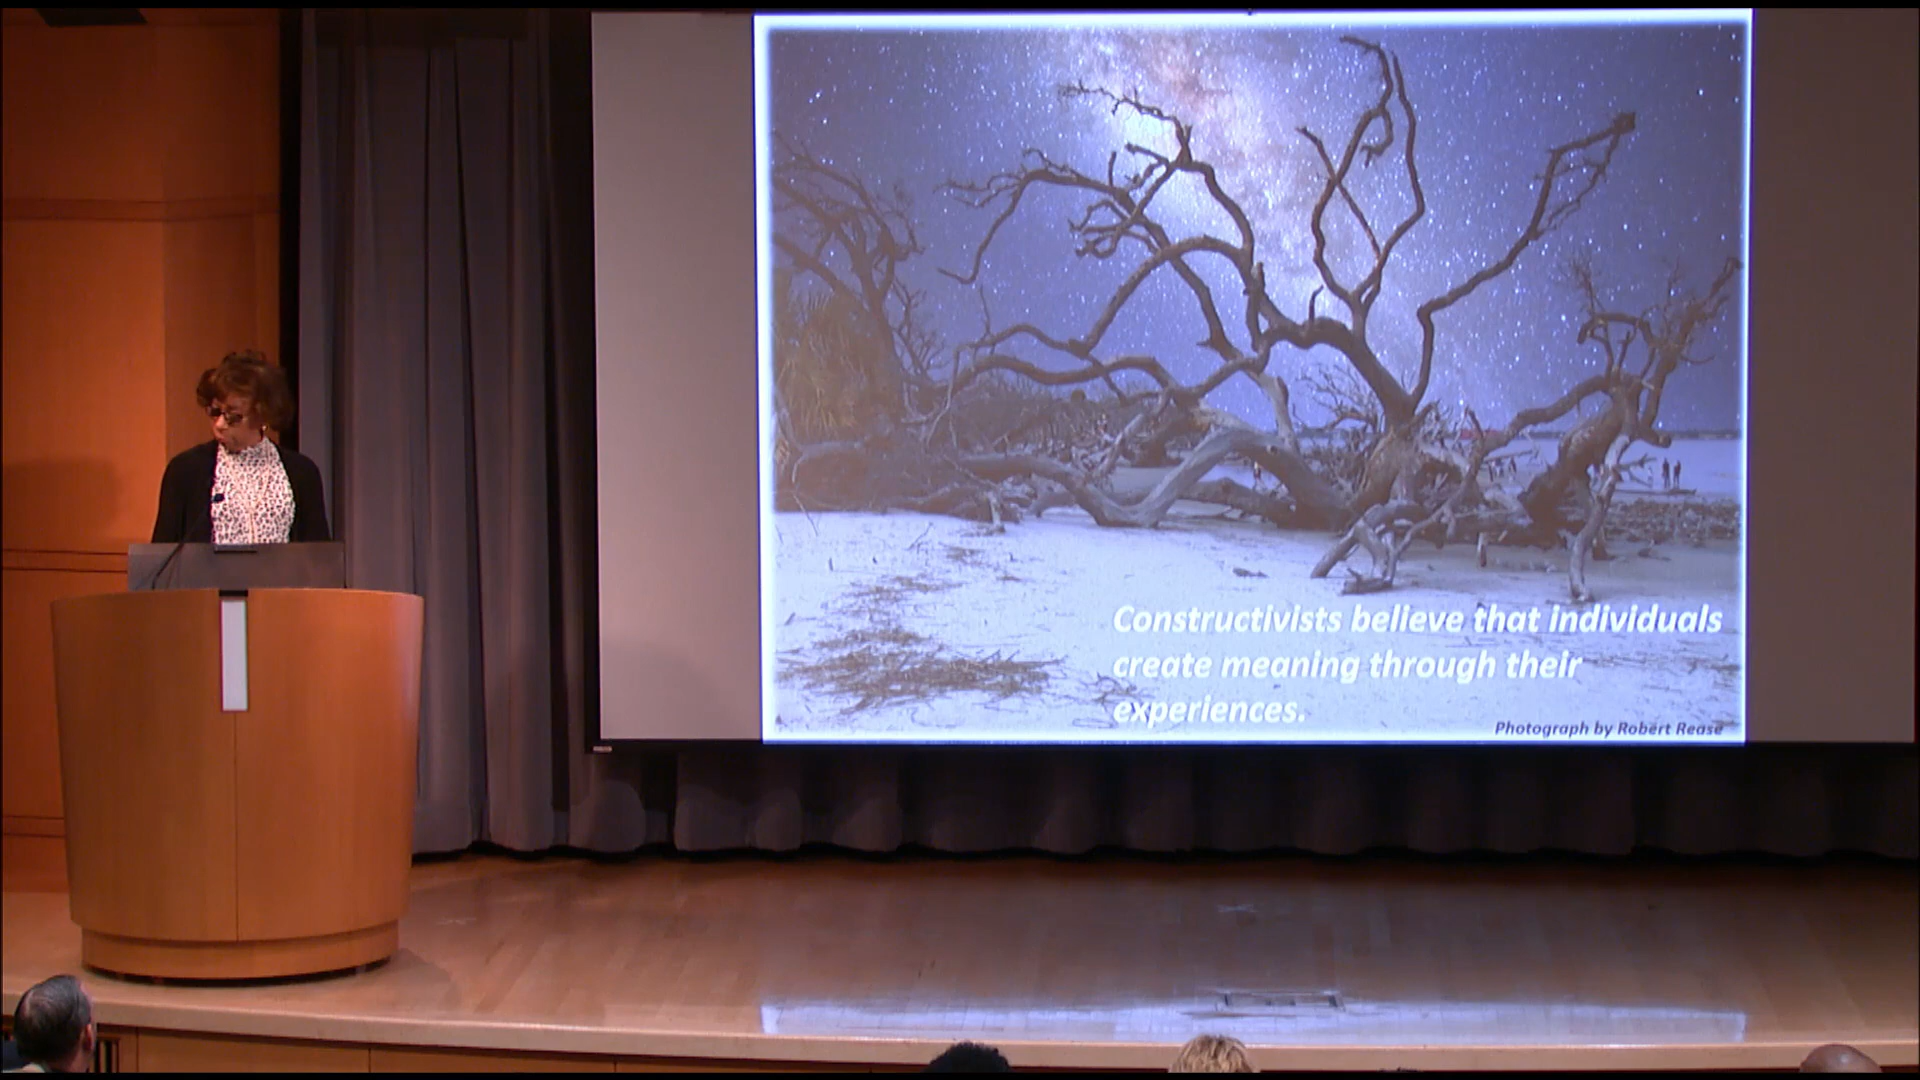 Constructivists believe that individuals
create meaning through their
experiences.
Photograph by Robert Rease